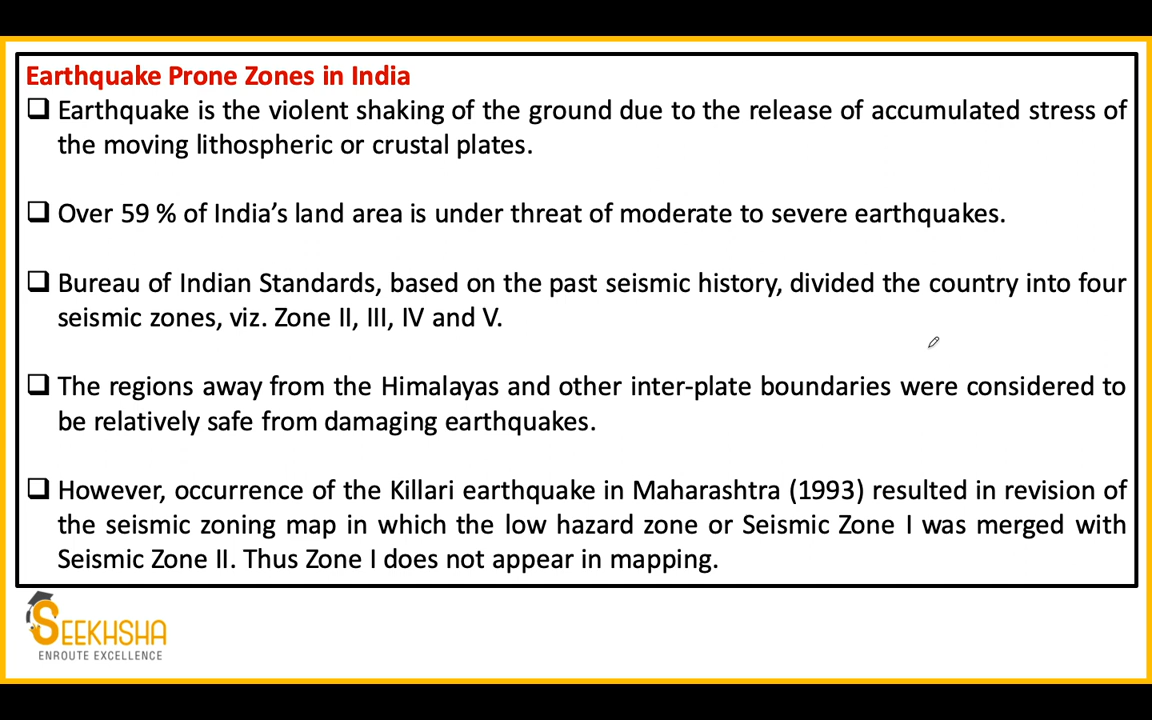 Earthquake Prone Zones in India
❑ Earthquake is the violent shaking of the ground due to the release of accumulated stress of
the moving lithospheric or crustal plates.
❑ Over 59 % of India’s land area is under threat of moderate to severe earthquakes.
❑ Bureau of Indian Standards, based on the past seismic history, divided the country into four
seismic zones, viz. Zone II, III, IV and V.
❑ The regions away from the Himalayas and other inter-plate boundaries were considered to
be relatively safe from damaging earthquakes.
❑ However, occurrence of the Killari earthquake in Maharashtra (1993) resulted in revision of
the seismic zoning map in which the low hazard zone or Seismic Zone I was merged with
Seismic Zone II. Thus Zone I does not appear in mapping.
SEEKHSHA
ENROUTE EXCELLENCE